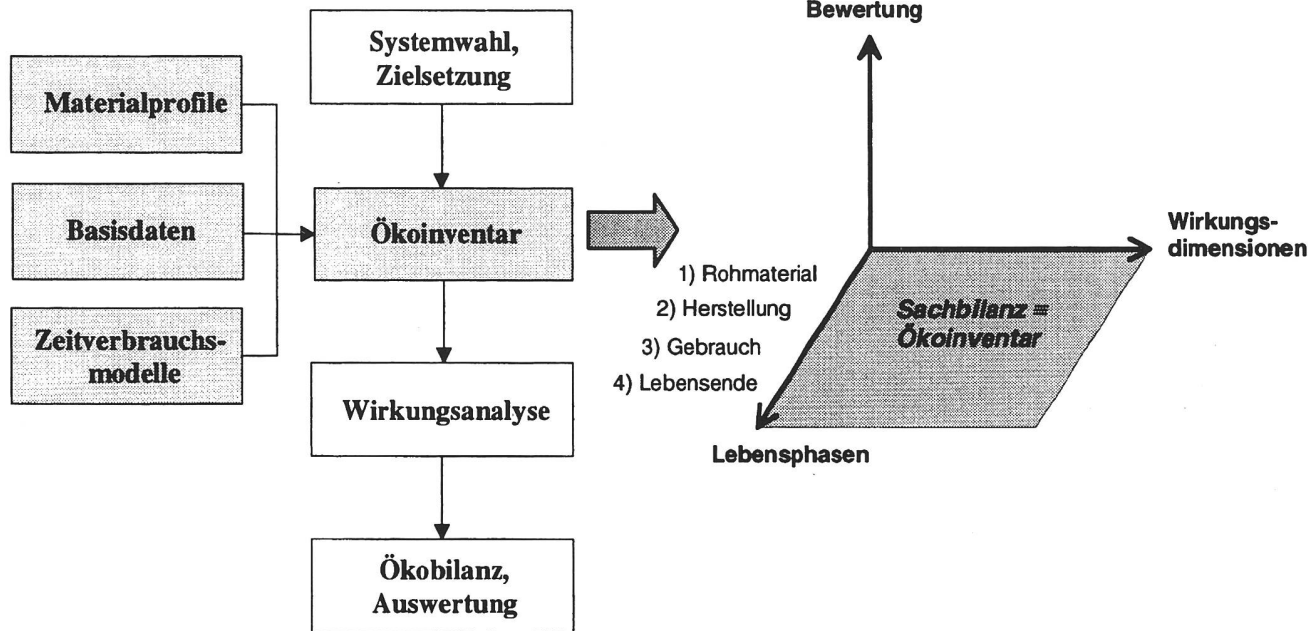 Systemwahl,
Zielsetzung
Materialprofile
Basisdaten
Zeitverbrauchs-
modelle
Ökoinventar
Wirkungsanalyse
Ökobilanz,
Auswertung
Bewertung
Wirkungs-
dimensionen
1) Rohmaterial
2) Herstellung
3) Gebrauch
4) Lebensende
Sachbilanz ≡
Ökoinventar
Lebensphasen